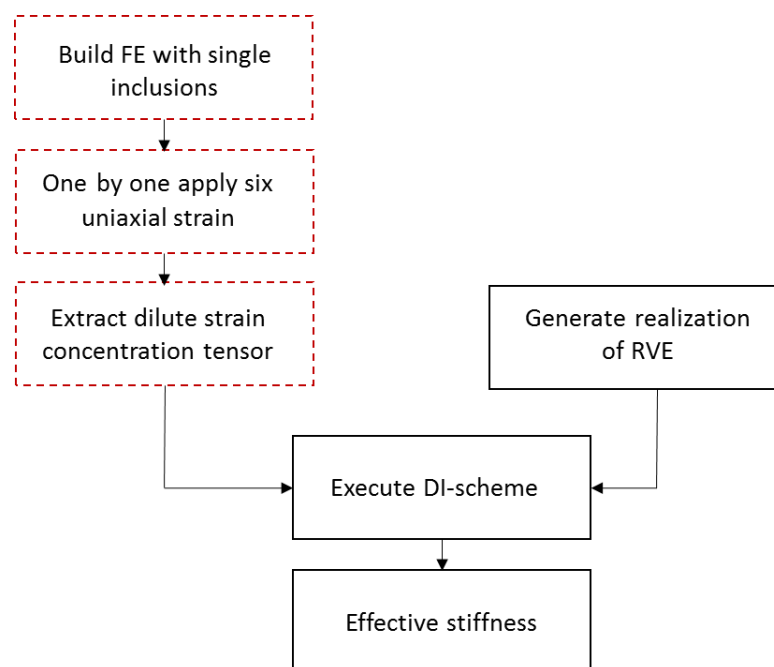 Build FE with single
inclusions
One by one apply six
uniaxial strain
Extract dilute strain
concentration tensor
Generate realization
of RVE
Execute DI-scheme
Effective stiffness